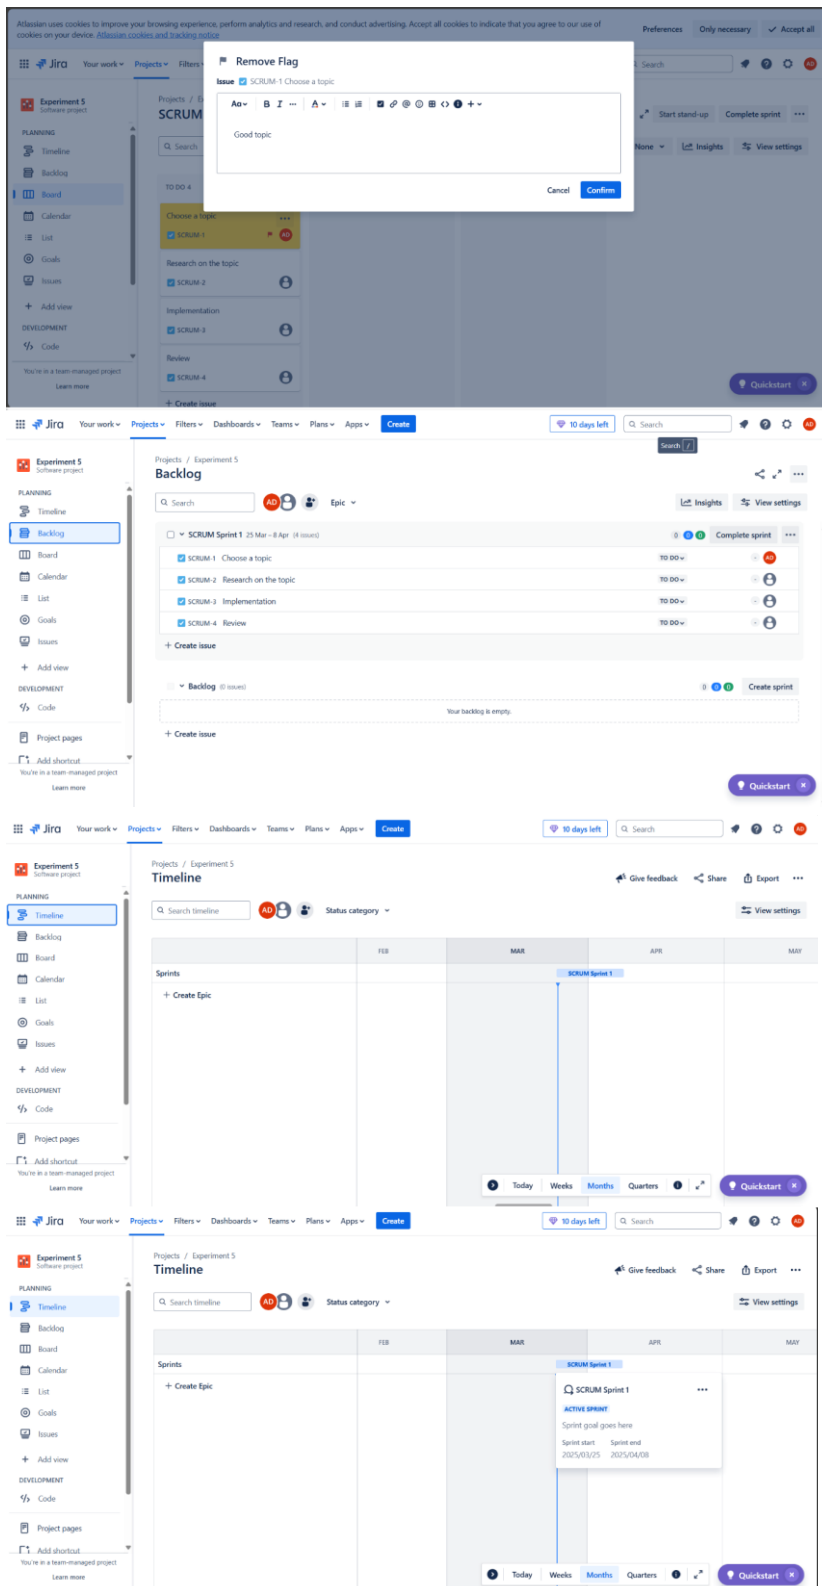 Atlassian uses cookies to improve your browsing experience, perform analytics and research, and conduct advertising. Accept all cookies to indicate that you agree to our use of
cookies on your device. Atlassian cookies and tracking notice
Preferences Only necessary Accept all
Remove Flag
Issue SCRUM-1 Choose a topic
Aa B I ...
Good topic
Cancel Confirm
Jira Your work Projects Filters
Search
Experiment 5
Software project
Projects /
SCRUM
Start stand-up Complete sprint
Search
None Insights View settings
PLANNING
Timeline
Backlog
Board
Calendar
List
Goals
Issues
+ Add view
DEVELOPMENT
Code
You're in a team-managed project
Learn more
TO DO 4
Choose a topic
SCRUM-1 AD
Research on the topic
SCRUM-2
Implementation
SCRUM-3
Review
SCRUM-4
+ Create issue
Quickstart
Jira Your work Projects Filters Dashboards Teams Plans Apps Create 10 days left Search AD
Search /
Experiment 5
Software project
Projects / Experiment 5
Backlog
Search AD Epic Insights View settings
PLANNING
Timeline
Backlog
Board
Calendar
List
Goals
Issues
+ Add view
DEVELOPMENT
Code
Project pages
Add shortcut
You're in a team-managed project
Learn more
SCRUM Sprint 1 25 Mar – 8 Apr (4 issues) 0 0 0 Complete sprint
SCRUM-1 Choose a topic TO DO - AD
SCRUM-2 Research on the topic TO DO -
SCRUM-3 Implementation TO DO -
SCRUM-4 Review TO DO -
+ Create issue
Backlog (0 issues) 0 0 0 Create sprint
Your backlog is empty.
+ Create issue
Quickstart
Jira Your work Projects Filters Dashboards Teams Plans Apps Create 10 days left Search AD
Experiment 5
Software project
Projects / Experiment 5
Timeline
Give feedback Share Export
Search timeline AD Status category View settings
PLANNING
Timeline
Backlog
Board
Calendar
List
Goals
Issues
+ Add view
DEVELOPMENT
Code
Project pages
Add shortcut
You're in a team-managed project
Learn more
FEB MAR APR MAY
Sprints SCRUM Sprint 1
+ Create Epic
Today Weeks Months Quarters
Quickstart
Jira Your work Projects Filters Dashboards Teams Plans Apps Create 10 days left Search AD
Experiment 5
Software project
Projects / Experiment 5
Timeline
Give feedback Share Export
Search timeline AD Status category View settings
PLANNING
Timeline
Backlog
Board
Calendar
List
Goals
Issues
+ Add view
DEVELOPMENT
Code
Project pages
Add shortcut
You're in a team-managed project
Learn more
FEB MAR APR MAY
Sprints SCRUM Sprint 1
+ Create Epic
SCRUM Sprint 1
ACTIVE SPRINT
Sprint goal goes here
Sprint start Sprint end
2025/03/25 2025/04/08
Today Weeks Months Quarters
Quickstart